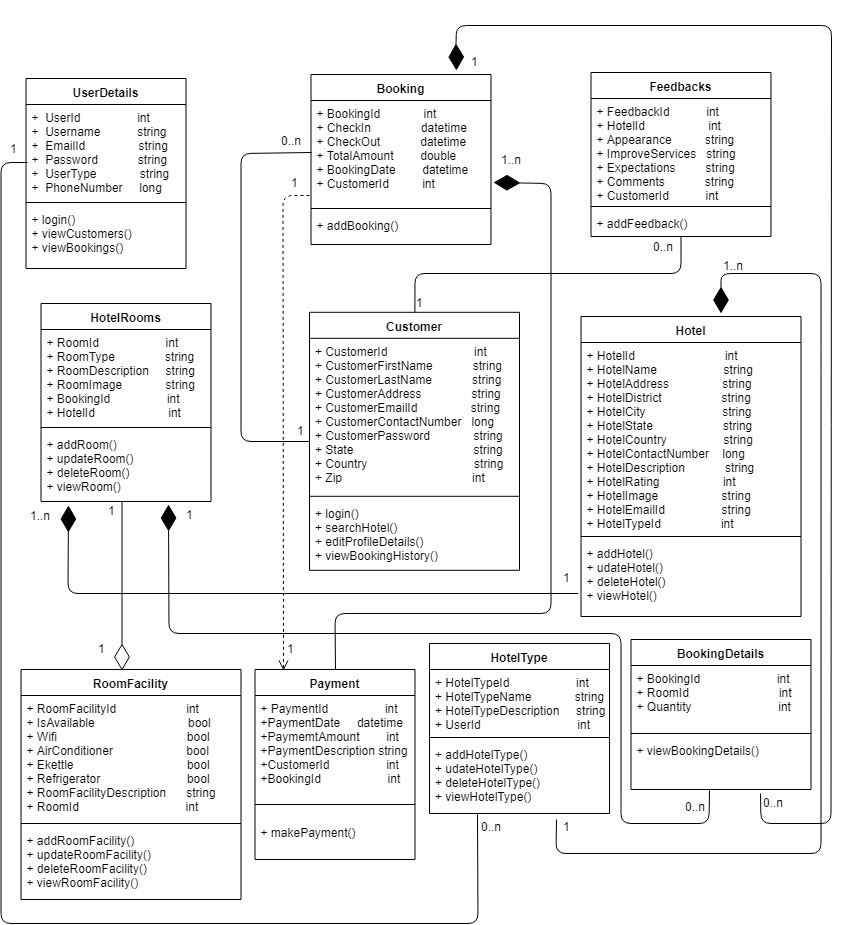 1
UserDetails
+ UserId int
+ Username string
+ EmailId string
+ Password string
+ UserType string
+ PhoneNumber long
+ login()
+ viewCustomers()
+ viewBookings()
1
Booking
+ BookingId int
+ CheckIn datetime
+ CheckOut datetime
+ TotalAmount double
+ BookingDate datetime
+ CustomerId int
+ addBooking()
0..n
1
1..n
Feedbacks
+ FeedbackId int
+ HotelId int
+ Appearance string
+ ImproveServices string
+ Expectations string
+ Comments string
+ CustomerId int
+ addFeedback()
0..n
1..n
1
HotelRooms
+ RoomId int
+ RoomType string
+ RoomDescription string
+ RoomImage string
+ BookingId int
+ HotelId int
+ addRoom()
+ updateRoom()
+ deleteRoom()
+ viewRoom()
1..n
1
1
Customer
+ CustomerId int
+ CustomerFirstName string
+ CustomerLastName string
+ CustomerAddress string
+ CustomerEmailId string
+ CustomerContactNumber long
+ CustomerPassword string
+ State string
+ Country string
+ Zip int
+ login()
+ searchHotel()
+ editProfileDetails()
+ viewBookingHistory()
1
Hotel
+ HotelId int
+ HotelName string
+ HotelAddress string
+ HotelDistrict string
+ HotelCity string
+ HotelState string
+ HotelCountry string
+ HotelContactNumber long
+ HotelDescription string
+ HotelRating int
+ HotelImage string
+ HotelEmailId string
+ HotelTypeId int
+ addHotel()
+ udateHotel()
+ deleteHotel()
+ viewHotel()
1
1
1
RoomFacility
+ RoomFacilityId int
+ IsAvailable bool
+ Wifi bool
+ AirConditioner bool
+ Ekettle bool
+ Refrigerator bool
+ RoomFacilityDescription string
+ RoomId int
+ addRoomFacility()
+ updateRoomFacility()
+ deleteRoomFacility()
+ viewRoomFacility()
Payment
+ PaymentId int
+PaymentDate datetime
+PaymemtAmount int
+PaymentDescription string
+CustomerId int
+BookingId int
+ makePayment()
HotelType
+ HotelTypeId int
+ HotelTypeName string
+ HotelTypeDescription string
+ UserId int
+ addHotelType()
+ udateHotelType()
+ deleteHotelType()
+ viewHotelType()
0..n
1
BookingDetails
+ BookingId int
+ RoomId int
+ Quantity int
+ viewBookingDetails()
0..n
0..n